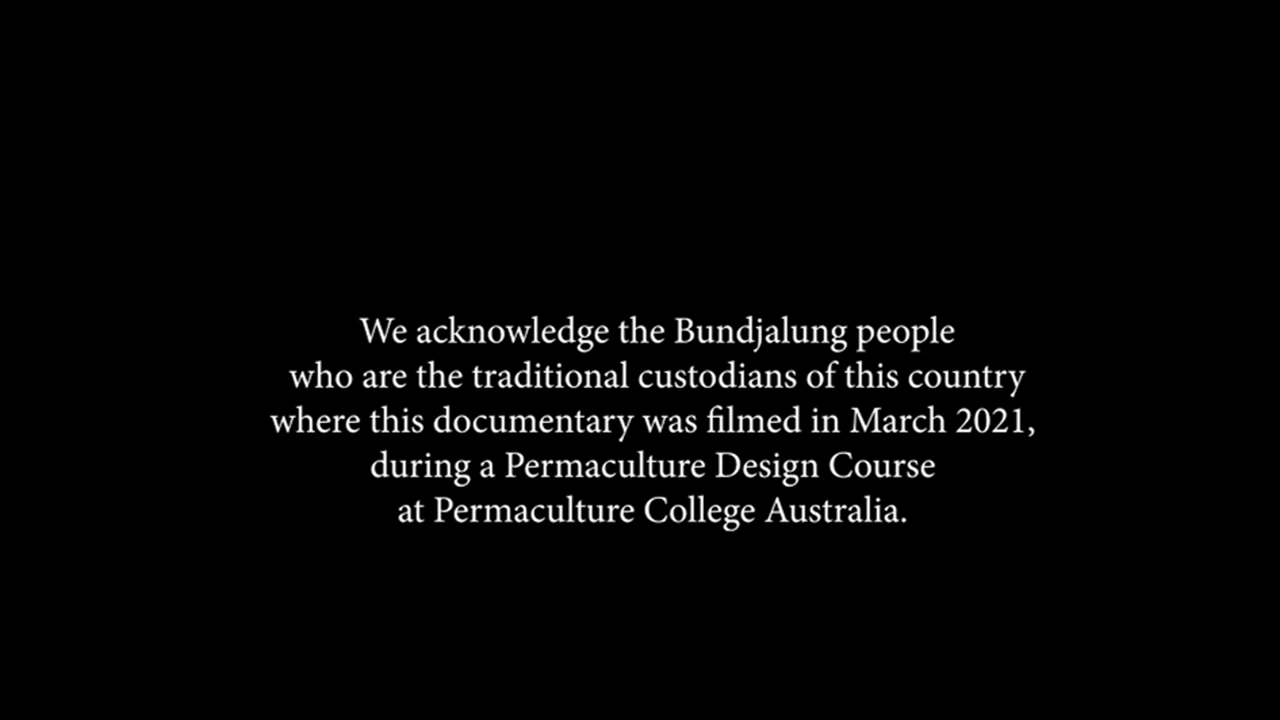 We acknowledge the Bundjalung people
who are the traditional custodians of this country
where this documentary was filmed in March 2021,
during a Permaculture Design Course
at Permaculture College Australia.